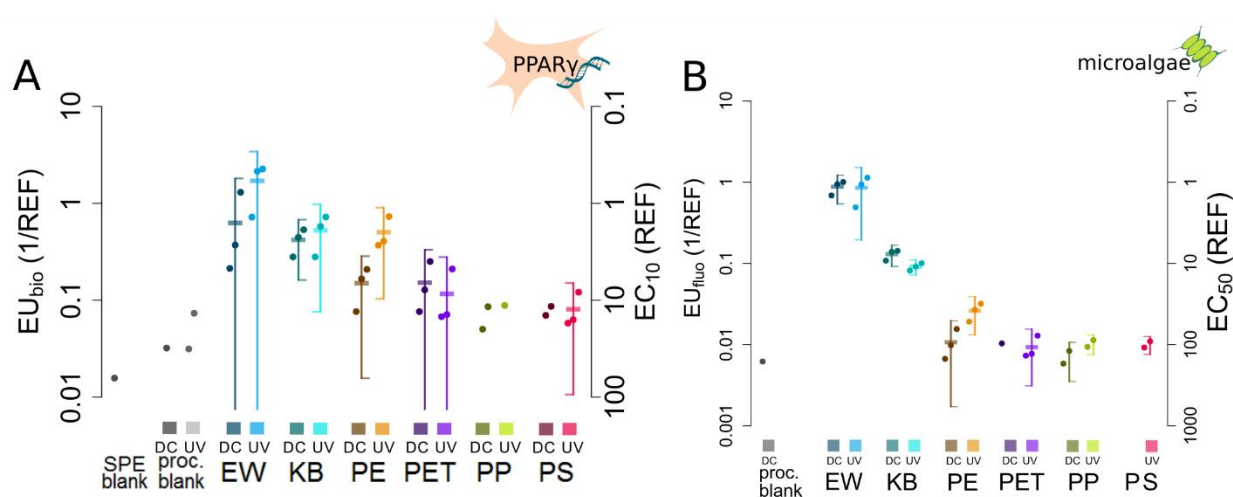 A
PPARγ
10
1
0.1
0.01
EU bio (1/REF)
0.1
1
10
100
EC10 (REF)
DC UV DC UV DC UV DC UV DC UV DC UV DC UV
SPE blank
proc. blank
EW KB PE PET PP PS
B
microalgae
10
1
0.1
0.01
0.001
EU fluo (1/REF)
0.1
1
10
100
1000
EC50 (REF)
DC DC UV DC UV DC UV DC UV DC UV UV
proc. blank
EW KB PE PET PP PS